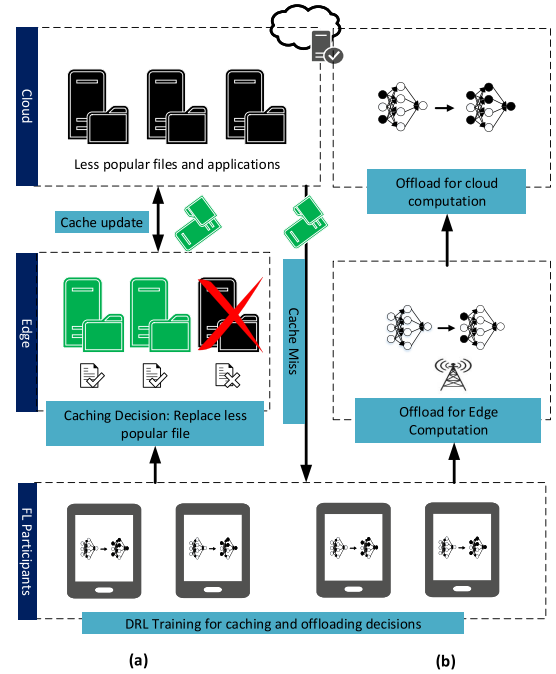 Cloud
Less popular files and applications
Offload for cloud
computation
Cache update
Cache Miss
Edge
Caching Decision: Replace less
popular file
Offload for Edge
Computation
FL Participants
DRL Training for caching and offloading decisions
(a)
(b)